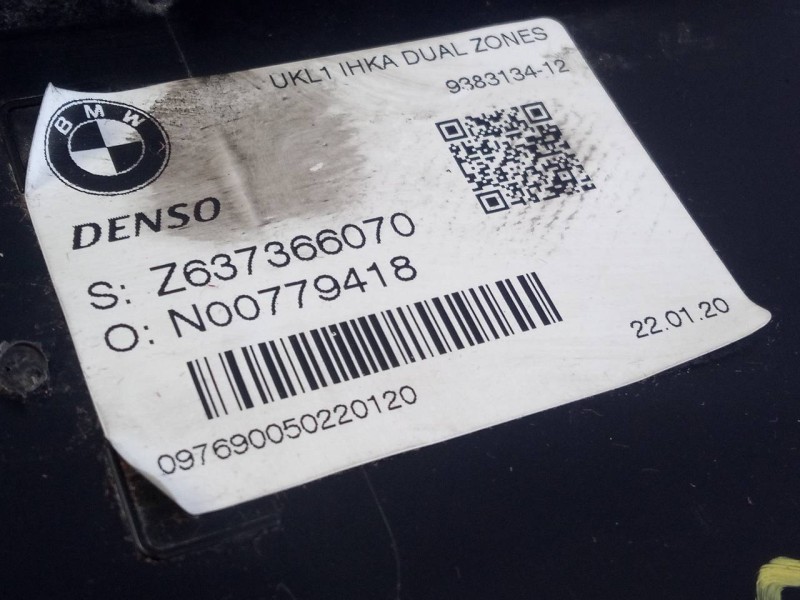 UKL1 IHKA DUAL ZONES
9383134-12
BMW
DENSO
S: Z637366070
O: N00779418
22.01.20
097690050220120